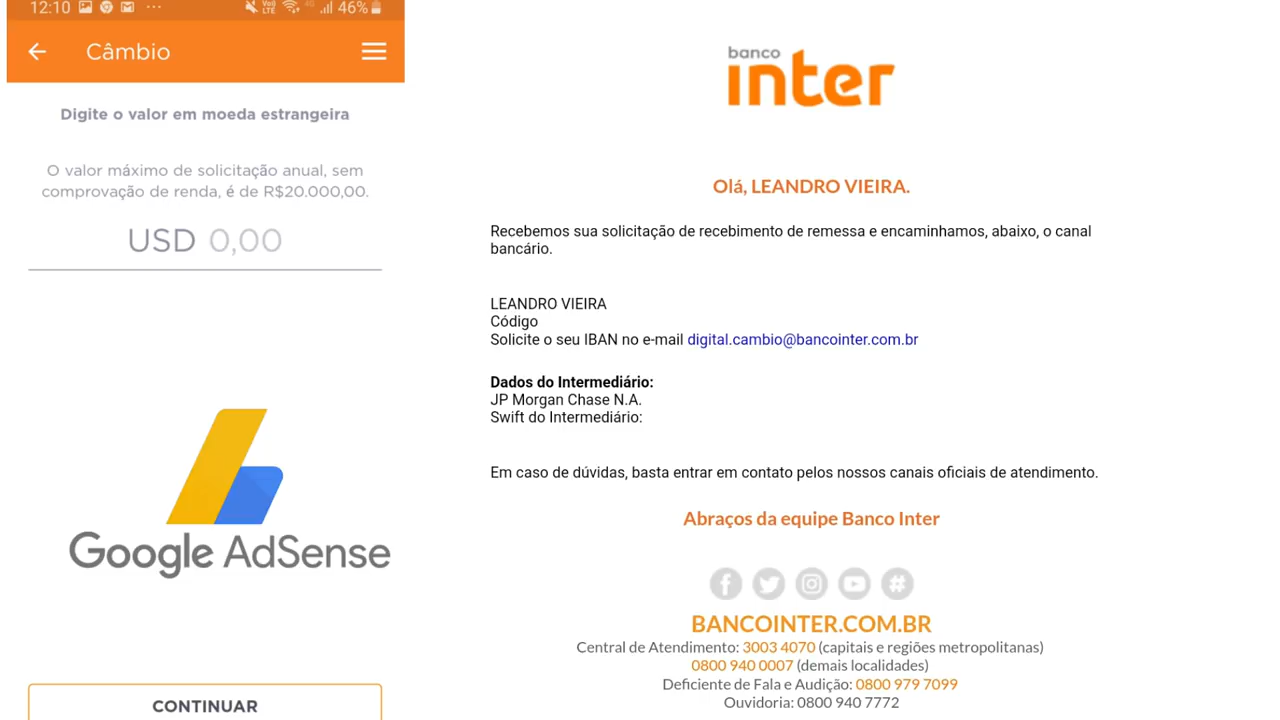 12:10
46%
Câmbio
Digite o valor em moeda estrangeira
O valor máximo de solicitação anual, sem
comprovação de renda, é de R$20.000,00.
USD 0,00
Google AdSense
CONTINUAR
banco
inter
Olá, LEANDRO VIEIRA.
Recebemos sua solicitação de recebimento de remessa e encaminhamos, abaixo, o canal
bancário.
LEANDRO VIEIRA
Código
Solicite o seu IBAN no e-mail digital.cambio@bancointer.com.br
Dados do Intermediário:
JP Morgan Chase N.A.
Swift do Intermediário:
Em caso de dúvidas, basta entrar em contato pelos nossos canais oficiais de atendimento.
Abraços da equipe Banco Inter
BANCOINTER.COM.BR
Central de Atendimento: 3003 4070 (capitais e regiões metropolitanas)
0800 940 0007 (demais localidades)
Deficiente de Fala e Audição: 0800 979 7099
Ouvidoria: 0800 940 7772